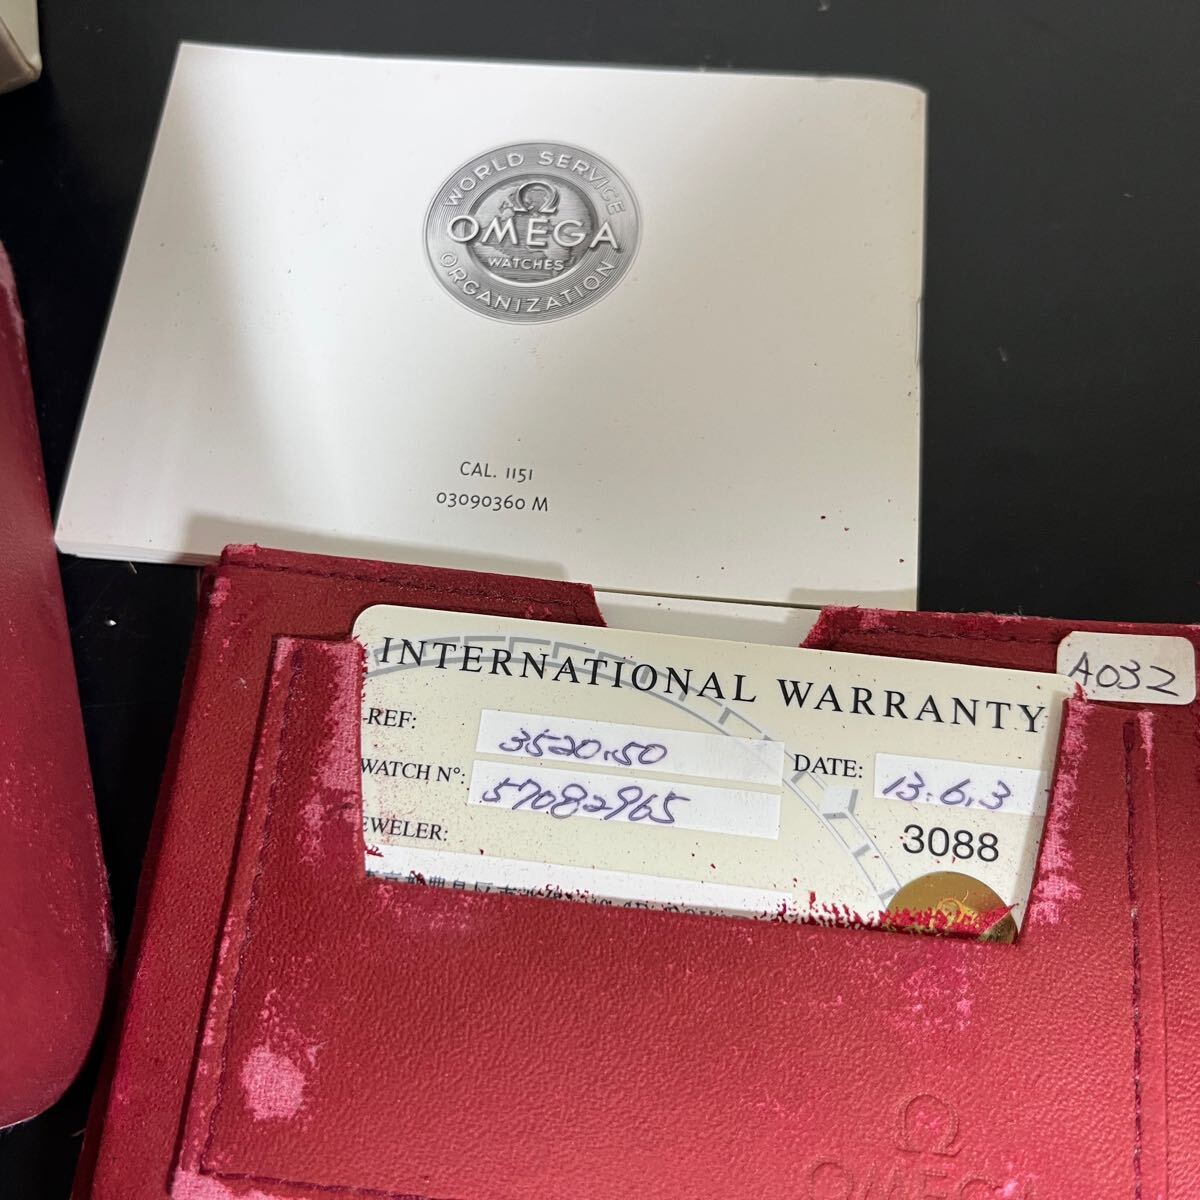 WORLD SERVICE
Ω
OMEGA
WATCHES
ORGANIZATION
CAL. 1151
03090360 M
A032
INTERNATIONAL WARRANTY
REF: 3520.50
DATE: 13.6.3
WATCH N°: 57082965
3088
EWELER:
Ω
OMEGA